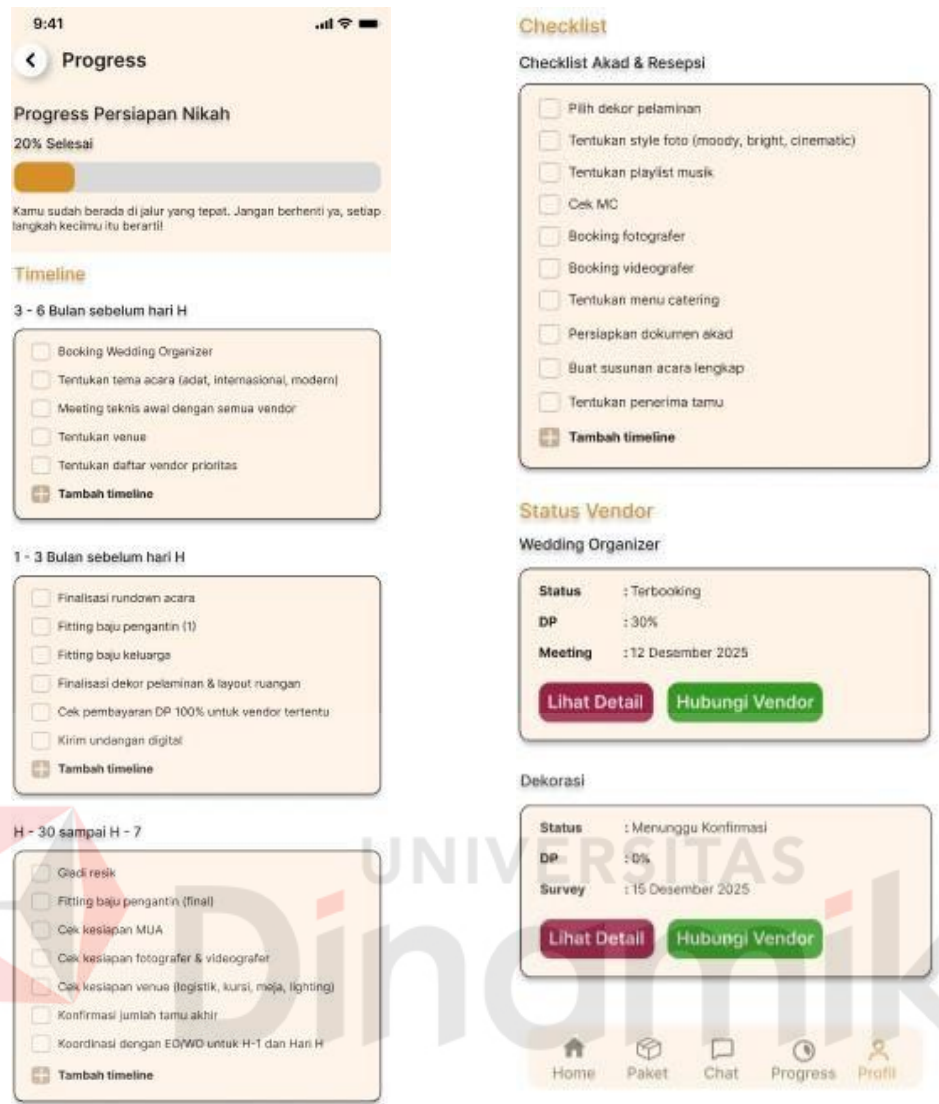 9:41
Progress
Progress Persiapan Nikah
20% Selesai
Kamu sudah berada di jalur yang tepat. Jangan berhenti ya, setiap
langkah kecilmu itu berarti!
Timeline
3 - 6 Bulan sebelum hari H
Booking Wedding Organizer
Tentukan tema acara (adat, internasional, modern)
Meeting teknis awal dengan semua vendor
Tentukan venue
Tentukan daftar vendor prioritas
Tambah timeline
1 - 3 Bulan sebelum hari H
Finalisasi rundown acara
Fitting baju pengantin (1)
Fitting baju keluarga
Finalisasi dekor pelaminan & layout ruangan
Cek pembayaran DP 100% untuk vendor tertentu
Kirim undangan digital
Tambah timeline
H - 30 sampai H - 7
Gladi resik
Fitting baju pengantin (final)
Cek kesiapan MUA
Cek kesiapan fotografer & videografer
Cek kesiapan venue (logistik, kursi, meja, lighting)
Konfirmasi jumlah tamu akhir
Koordinasi dengan EO/WO untuk H-1 dan Hari H
Tambah timeline
Checklist
Checklist Akad & Resepsi
Pilih dekor pelaminan
Tentukan style foto (moody, bright, cinematic)
Tentukan playlist musik
Cek MC
Booking fotografer
Booking videografer
Tentukan menu catering
Persiapkan dokumen akad
Buat susunan acara lengkap
Tentukan penerima tamu
Tambah timeline
Status Vendor
Wedding Organizer
Status : Terbooking
DP : 30%
Meeting : 12 Desember 2025
Lihat Detail Hubungi Vendor
Dekorasi
Status : Menunggu Konfirmasi
DP : 0%
Survey : 15 Desember 2025
Lihat Detail Hubungi Vendor
Home Paket Chat Progress Profil
UNIVERSITAS
Dinamik